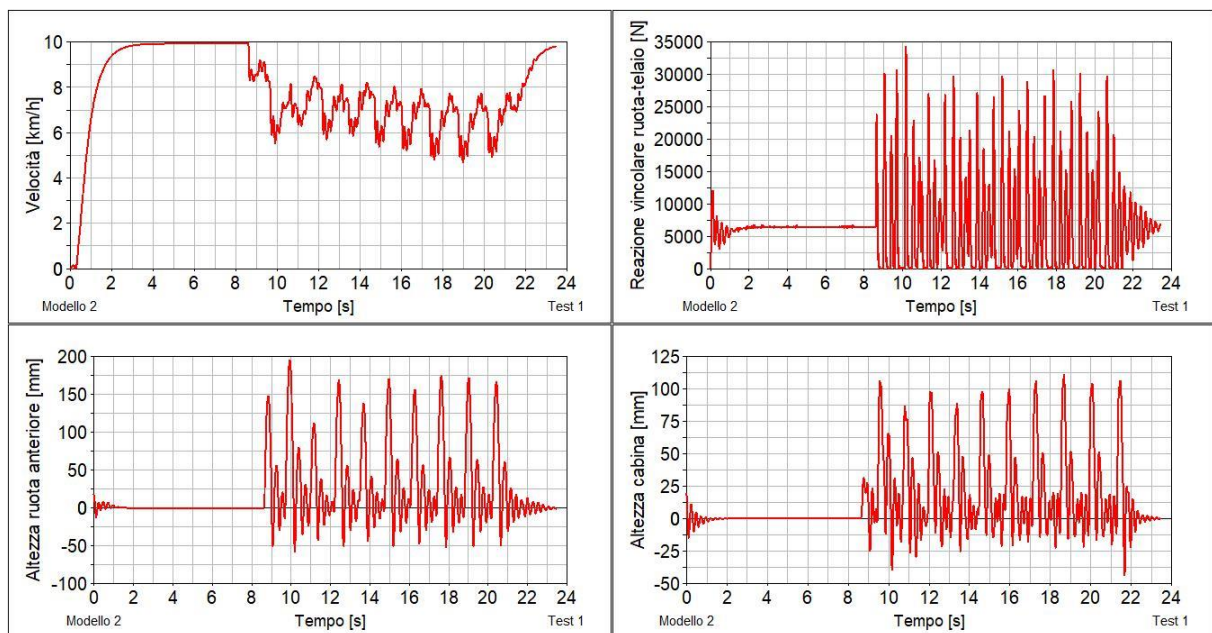 Velocità [km/h]
10
8
6
4
2
0
0 2 4 6 8 10 12 14 16 18 20 22 24
Modello 2 Tempo [s] Test 1
Reazione vincolare ruota-telaio [N]
35000
30000
25000
20000
15000
10000
5000
0
0 2 4 6 8 10 12 14 16 18 20 22 24
Modello 2 Tempo [s] Test 1
Altezza ruota anteriore [mm]
200
150
100
50
0
-50
-100
0 2 4 6 8 10 12 14 16 18 20 22 24
Modello 2 Tempo [s] Test 1
Altezza cabina [mm]
125
100
75
50
25
0
-25
-50
0 2 4 6 8 10 12 14 16 18 20 22 24
Modello 2 Tempo [s] Test 1